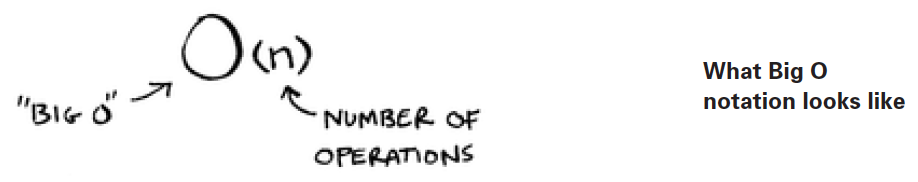 O(n)
"BIG O"
NUMBER OF
OPERATIONS
What Big O
notation looks like